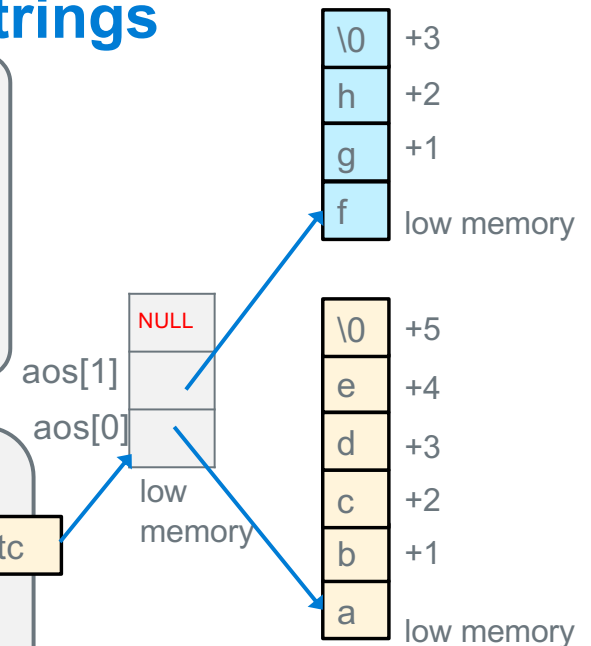 trings
\0 +3
h +2
g +1
f low memory
NULL
aos[1]
aos[0]
low
memory
tc
\0 +5
e +4
d +3
c +2
b +1
a low memory